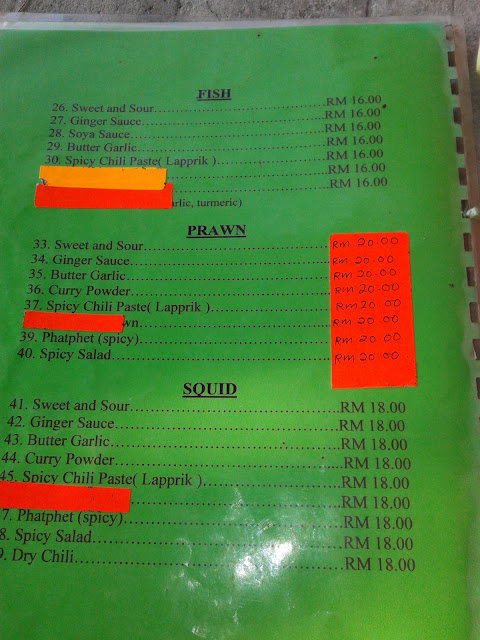 FISH
26. Sweet and Sour..........RM 16.00
27. Ginger Sauce..........RM 16.00
28. Soya Sauce..........RM 16.00
29. Butter Garlic..........RM 16.00
30. Spicy Chili Paste( Lapprik )..........RM 16.00
..........RM 16.00
..........RM 16.00
rlic, turmeric)
PRAWN
33. Sweet and Sour..........Rm 20.00
34. Ginger Sauce..........Rm 20.00
35. Butter Garlic..........Rm 20.00
36. Curry Powder..........Rm 20.00
37. Spicy Chili Paste( Lapprik )..........Rm 20.00
wn..........Rm 20.00
39. Phatphet (spicy)..........Rm 20.00
40. Spicy Salad..........Rm 20.00
SQUID
41. Sweet and Sour..........RM 18.00
42. Ginger Sauce..........RM 18.00
43. Butter Garlic..........RM 18.00
44. Curry Powder..........RM 18.00
45. Spicy Chili Paste( Lapprik )..........RM 18.00
..........RM 18.00
7. Phatphet (spicy)..........RM 18.00
8. Spicy Salad..........RM 18.00
9. Dry Chili..........RM 18.00